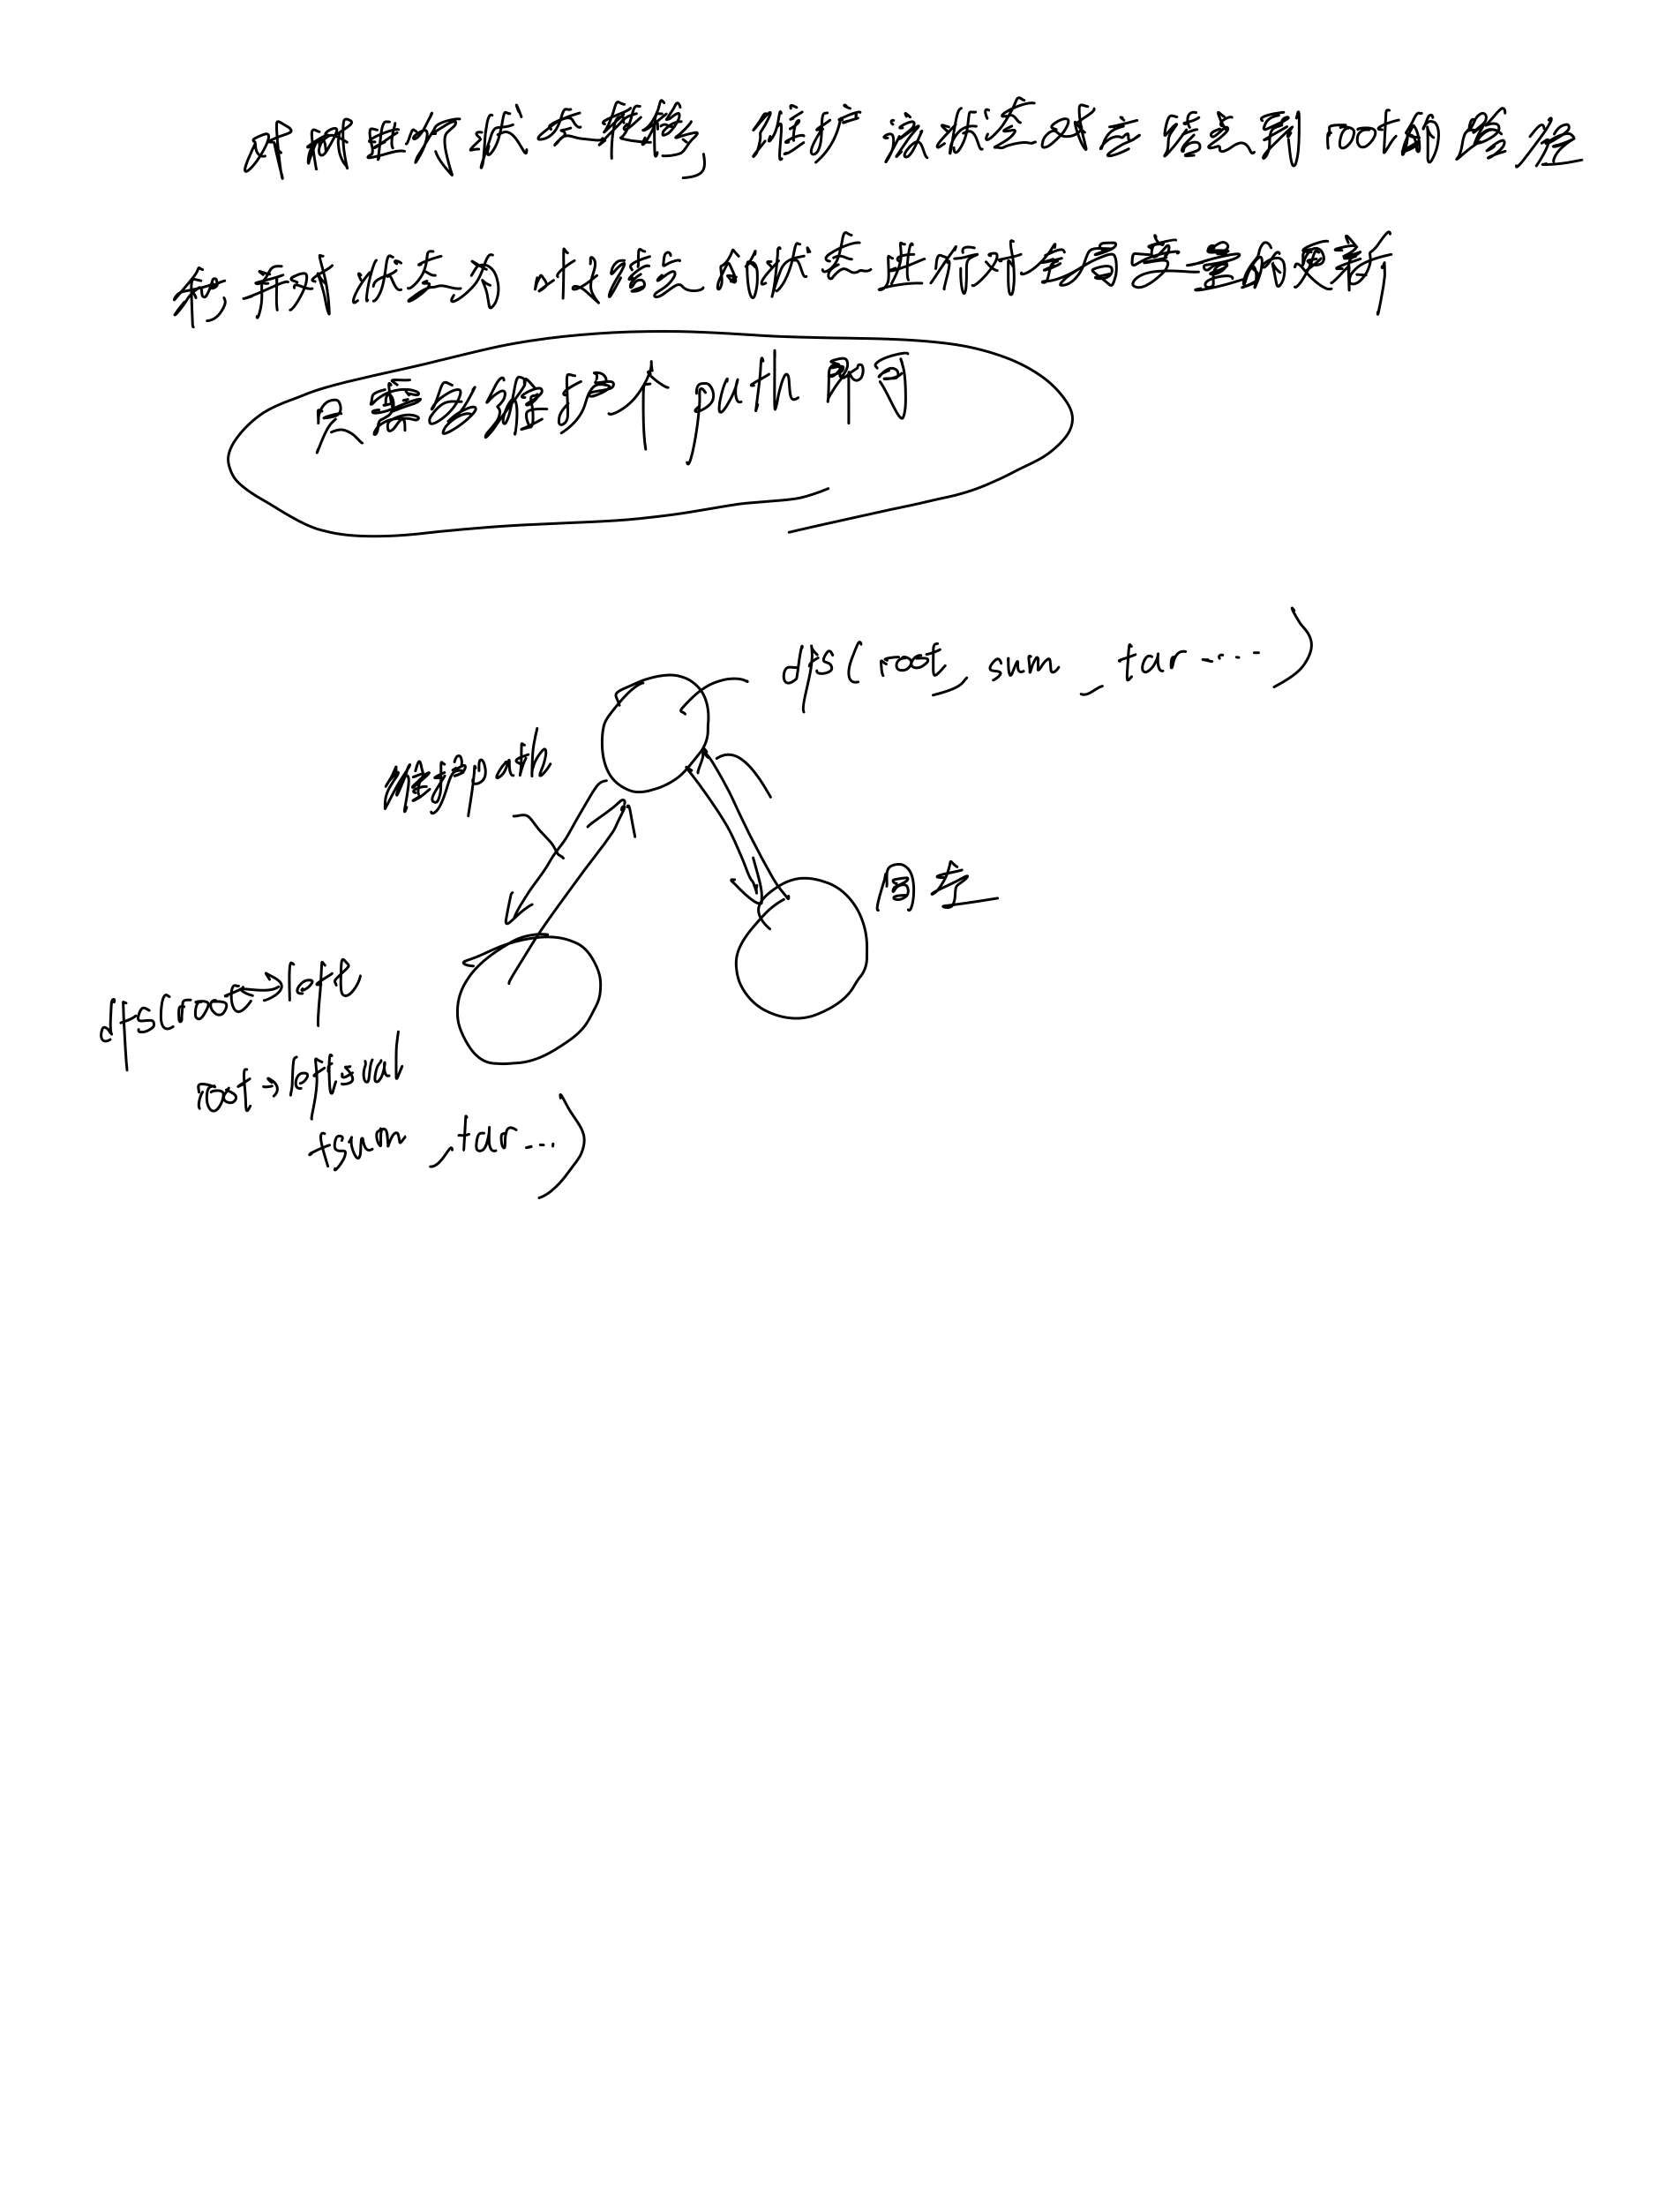 对树进行状态转移, 维护 该状态对应结点到root的路径
和, 并对状态为 叶结点的状态进行对全局变量的更新
只需多维护个path即可
dfs(root, sum, tar ....)
维护path
同左
dfs(root→left
root→left→val
+sum, tar...)